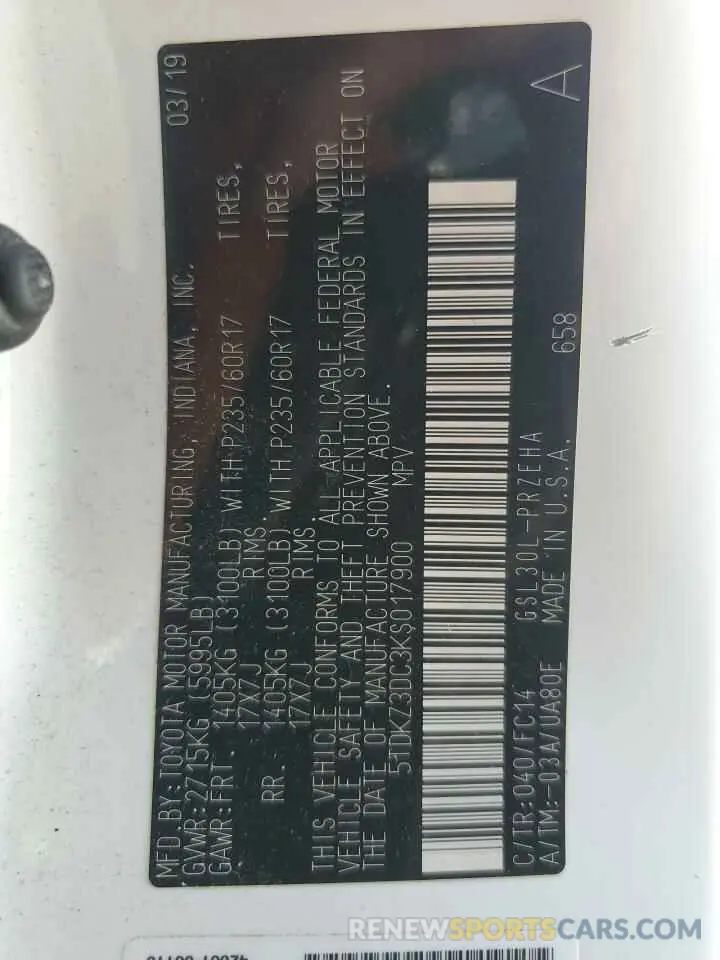 MFD.BY:TOYOTA MOTOR MANUFACTURING, INDIANA, INC. 03/19
GVWR:2715KG (5995LB)
GAWR:FRT. 1405KG (3100LB) WITH P235/60R17 TIRES,
17X7J RIMS.
RR. 1405KG (3100LB) WITH P235/60R17 TIRES,
17X7J RIMS.
THIS VEHICLE CONFORMS TO ALL APPLICABLE FEDERAL MOTOR
VEHICLE SAFETY AND THEFT PREVENTION STANDARDS IN EFFECT ON
THE DATE OF MANUFACTURE SHOWN ABOVE.
5TDKZ3DC3KS017900 MPV
C/TR:040/FC14 GSL30L-PRZEHA 658
A/TM:-03A/UA80E MADE IN U.S.A. A
RENEWSPORTSCARS.COM